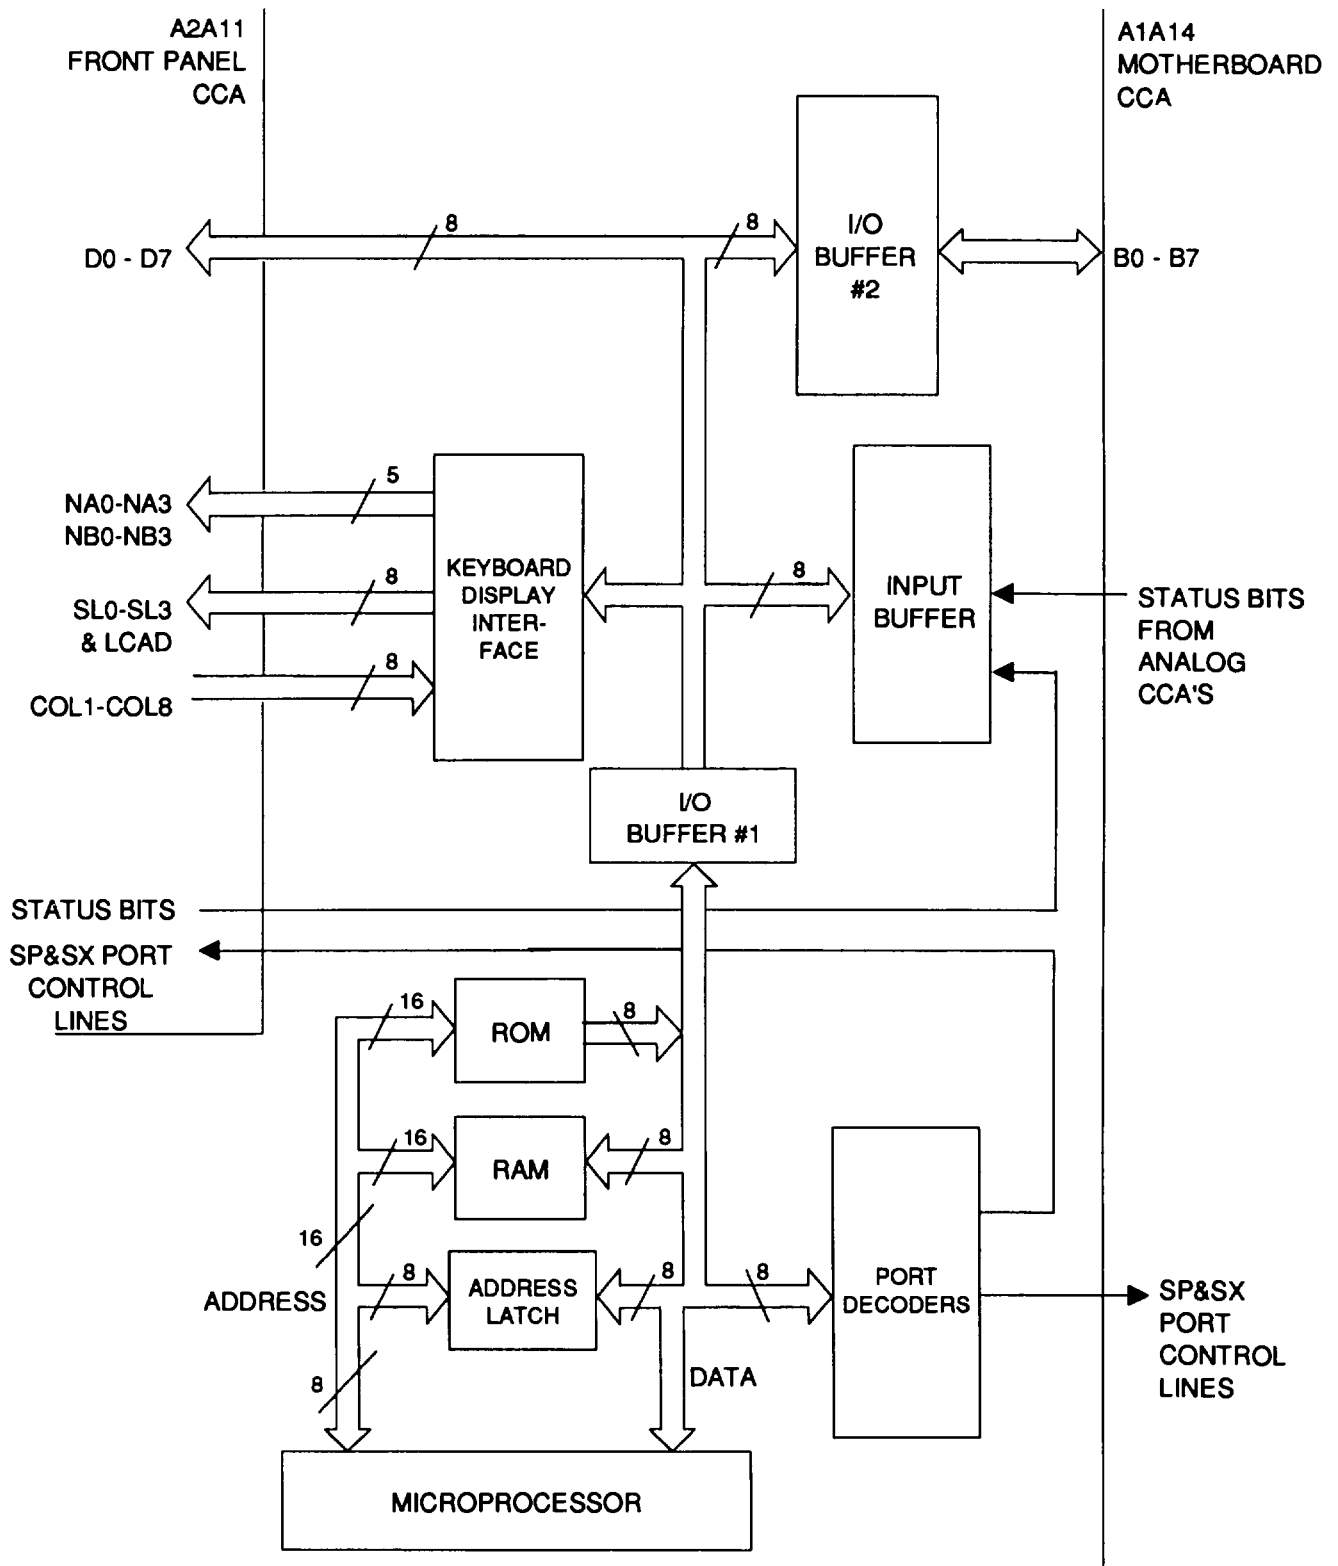 A2A11
FRONT PANEL
CCA
A1A14
MOTHERBOARD
CCA
8
8
I/O
BUFFER
#2
D0 - D7
B0 - B7
5
NA0-NA3
NB0-NB3
8
SL0-SL3
& LCAD
8
COL1-COL8
KEYBOARD
DISPLAY
INTER-
FACE
8
INPUT
BUFFER
STATUS BITS
FROM
ANALOG
CCA'S
I/O
BUFFER #1
STATUS BITS
SP&SX PORT
CONTROL
LINES
16
ROM
8
16
RAM
8
16
ADDRESS
8
ADDRESS
LATCH
8
8
PORT
DECODERS
SP&SX
PORT
CONTROL
LINES
8
DATA
MICROPROCESSOR